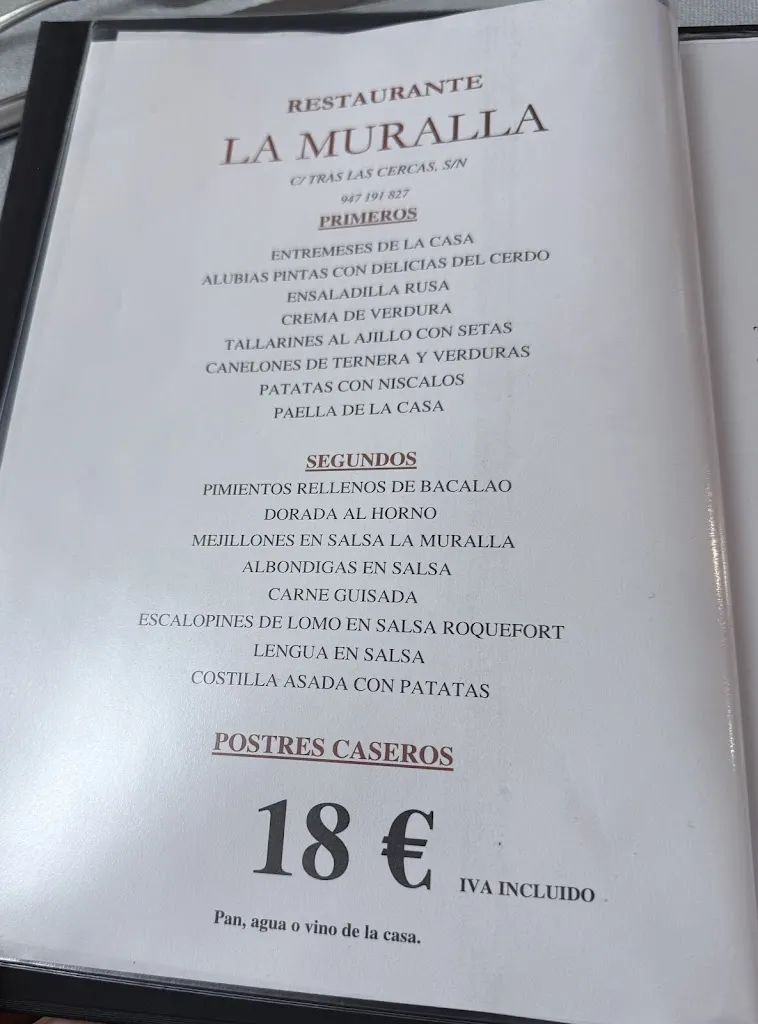 RESTAURANTE
LA MURALLA
C/ TRAS LAS CERCAS, S/N
947 191 827
PRIMEROS
ENTREMESES DE LA CASA
ALUBIAS PINTAS CON DELICIAS DEL CERDO
ENSALADILLA RUSA
CREMA DE VERDURA
TALLARINES AL AJILLO CON SETAS
CANELONES DE TERNERA Y VERDURAS
PATATAS CON NISCALOS
PAELLA DE LA CASA
SEGUNDOS
PIMIENTOS RELLENOS DE BACALAO
DORADA AL HORNO
MEJILLONES EN SALSA LA MURALLA
ALBONDIGAS EN SALSA
CARNE GUISADA
ESCALOPINES DE LOMO EN SALSA ROQUEFORT
LENGUA EN SALSA
COSTILLA ASADA CON PATATAS
POSTRES CASEROS
18 € IVA INCLUIDO
Pan, agua o vino de la casa.